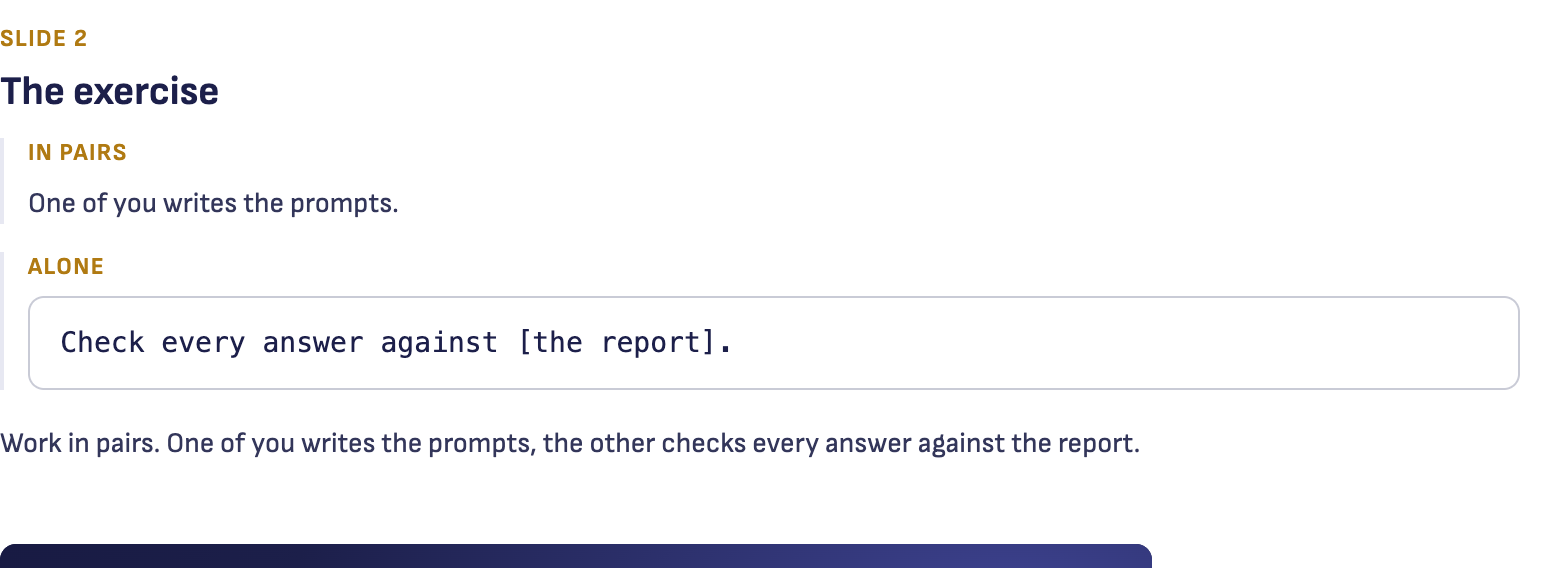 SLIDE 2
The exercise
IN PAIRS
One of you writes the prompts.
ALONE
Check every answer against [the report].
Work in pairs. One of you writes the prompts, the other checks every answer against the report.